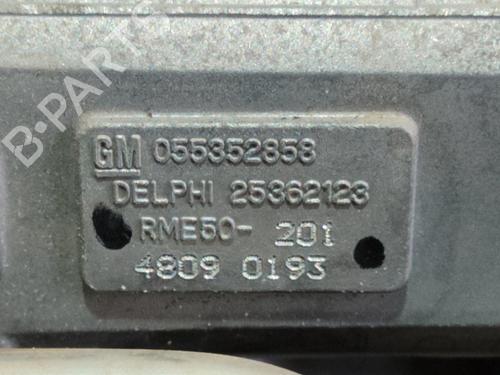 B-PARTS
GM 055352858
DELPHI 25362123
RME50- 201
4809 0193